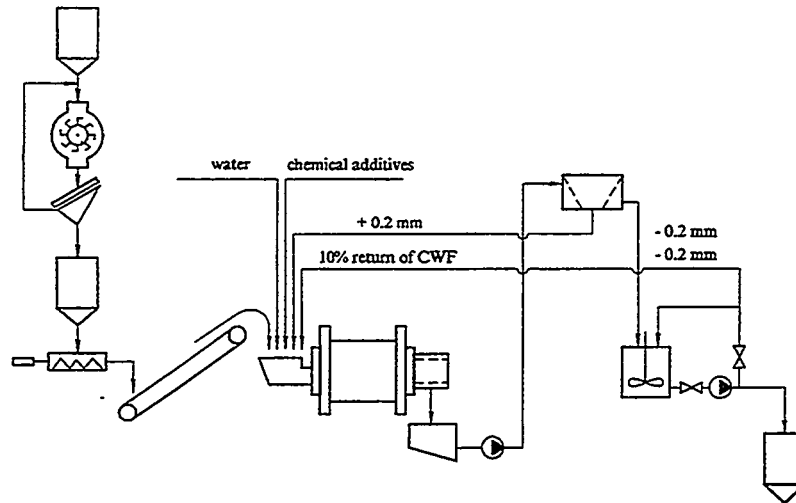 water
chemical additives
+ 0.2 mm
- 0.2 mm
10% return of CWF
- 0.2 mm